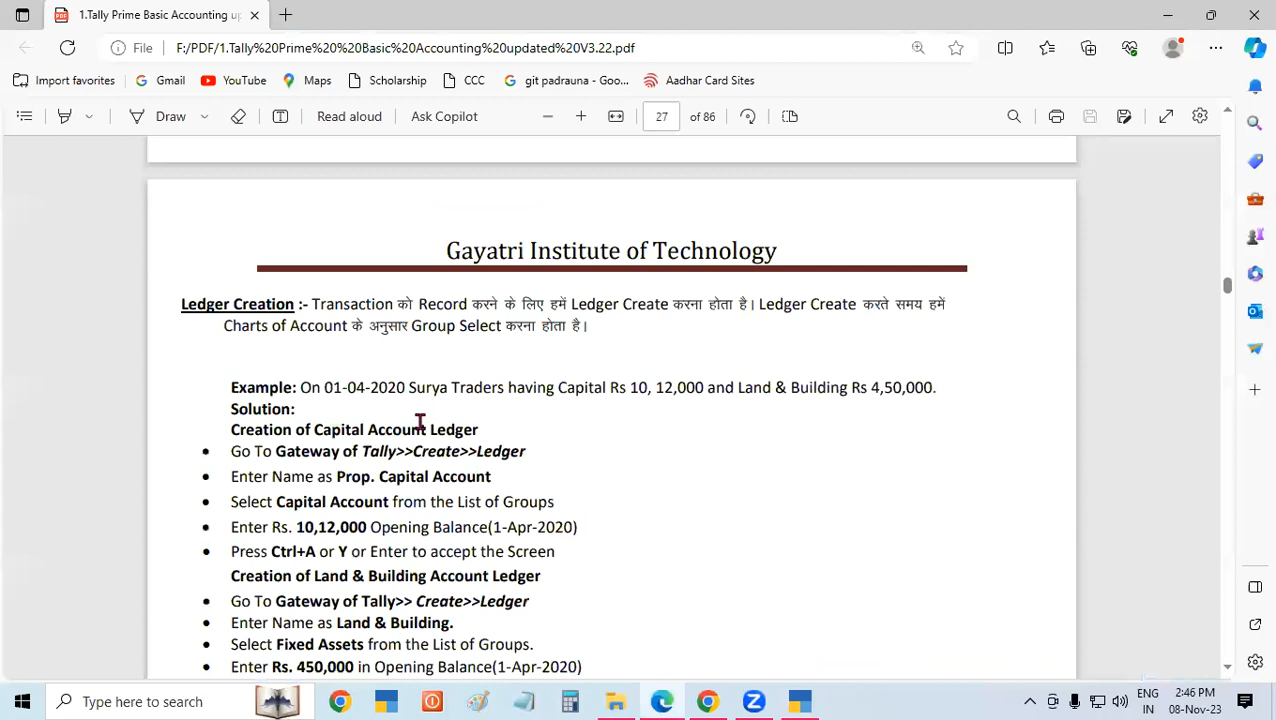 1.Tally Prime Basic Accounting up
File
F:/PDF/1.Tally%20Prime%20%20Basic%20Accounting%20updated%20V3.22.pdf
Import favorites
Gmail
YouTube
Maps
Scholarship
CCC
git padrauna - Goo...
Aadhar Card Sites
Draw
Read aloud
Ask Copilot
27 of 86
Gayatri Institute of Technology
Ledger Creation :- Transaction को Record करने के लिए हमें Ledger Create करना होता है। Ledger Create करते समय हमें
Charts of Account के अनुसार Group Select करना होता है।
Example: On 01-04-2020 Surya Traders having Capital Rs 10, 12,000 and Land & Building Rs 4,50,000.
Solution:
Creation of Capital Account Ledger
• Go To Gateway of Tally>>Create>>Ledger
• Enter Name as Prop. Capital Account
• Select Capital Account from the List of Groups
• Enter Rs. 10,12,000 Opening Balance(1-Apr-2020)
• Press Ctrl+A or Y or Enter to accept the Screen
Creation of Land & Building Account Ledger
• Go To Gateway of Tally>> Create>>Ledger
• Enter Name as Land & Building.
• Select Fixed Assets from the List of Groups.
• Enter Rs. 450,000 in Opening Balance(1-Apr-2020)
Type here to search
ENG
IN
2:46 PM
08-Nov-23